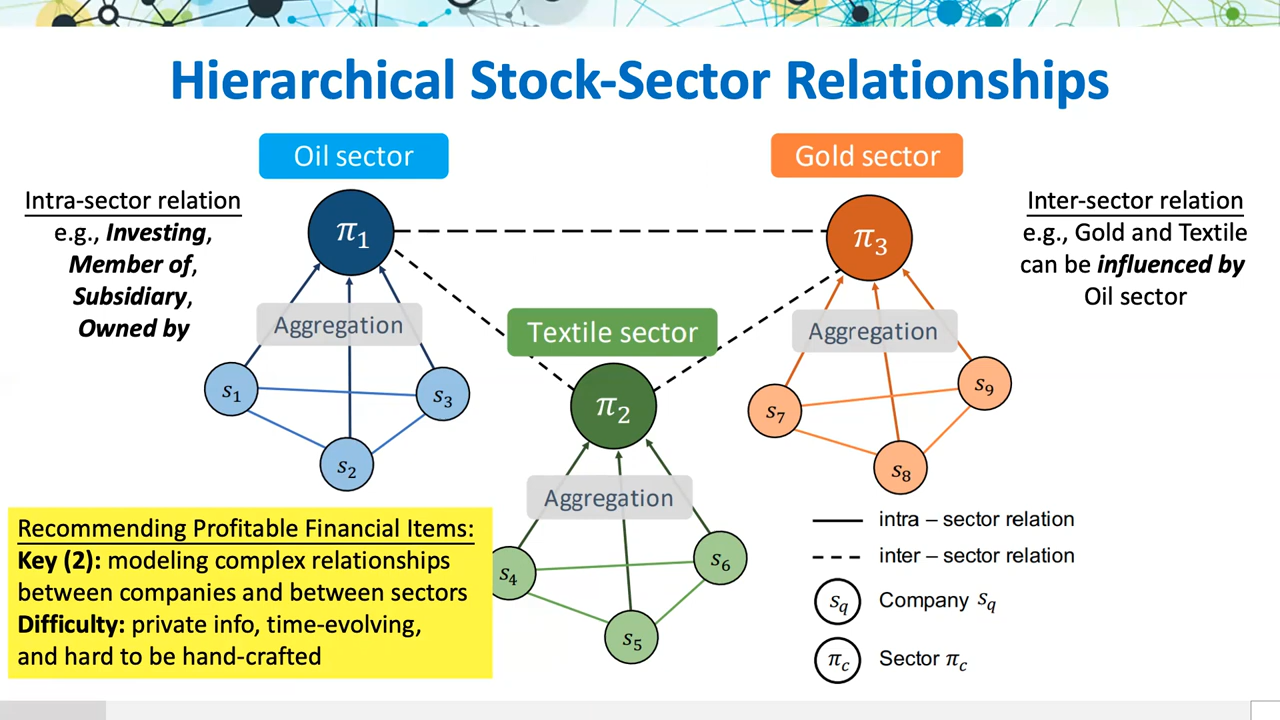 Hierarchical Stock-Sector Relationships
Oil sector
Gold sector
Intra-sector relation
e.g., Investing,
Member of,
Subsidiary,
Owned by
π1
π3
Inter-sector relation
e.g., Gold and Textile
can be influenced by
Oil sector
Aggregation
Textile sector
Aggregation
s1
s3
s2
π2
s7
s9
s8
Aggregation
s4
s6
s5
Recommending Profitable Financial Items:
Key (2): modeling complex relationships
between companies and between sectors
Difficulty: private info, time-evolving,
and hard to be hand-crafted
intra – sector relation
inter – sector relation
sq Company sq
πc Sector πc